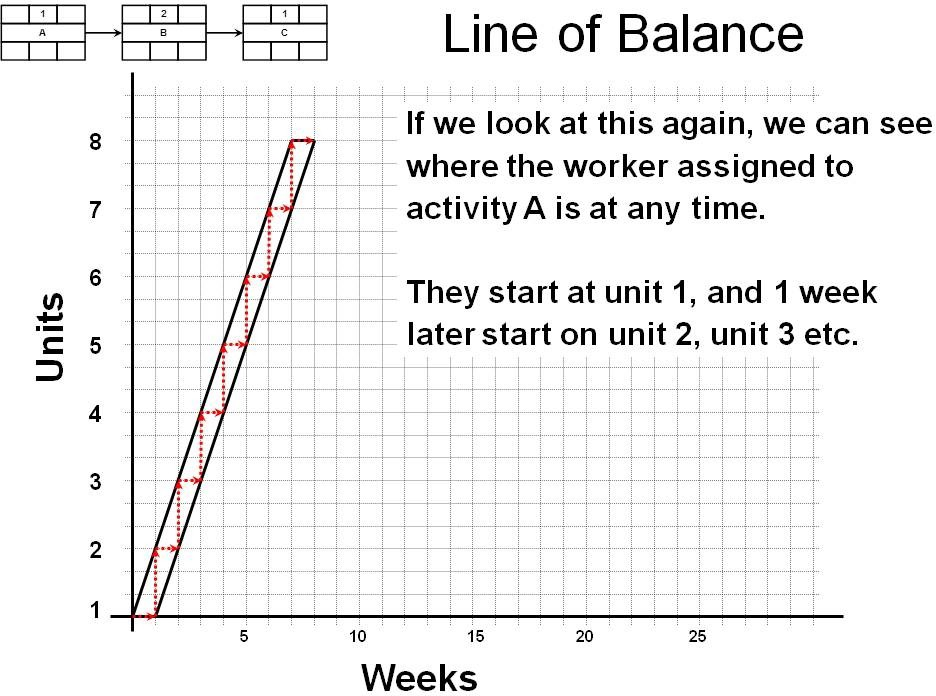 1 2 1
A B C
Line of Balance
If we look at this again, we can see
where the worker assigned to
activity A is at any time.
They start at unit 1, and 1 week
later start on unit 2, unit 3 etc.
Units
8
7
6
5
4
3
2
1
5 10 15 20 25
Weeks